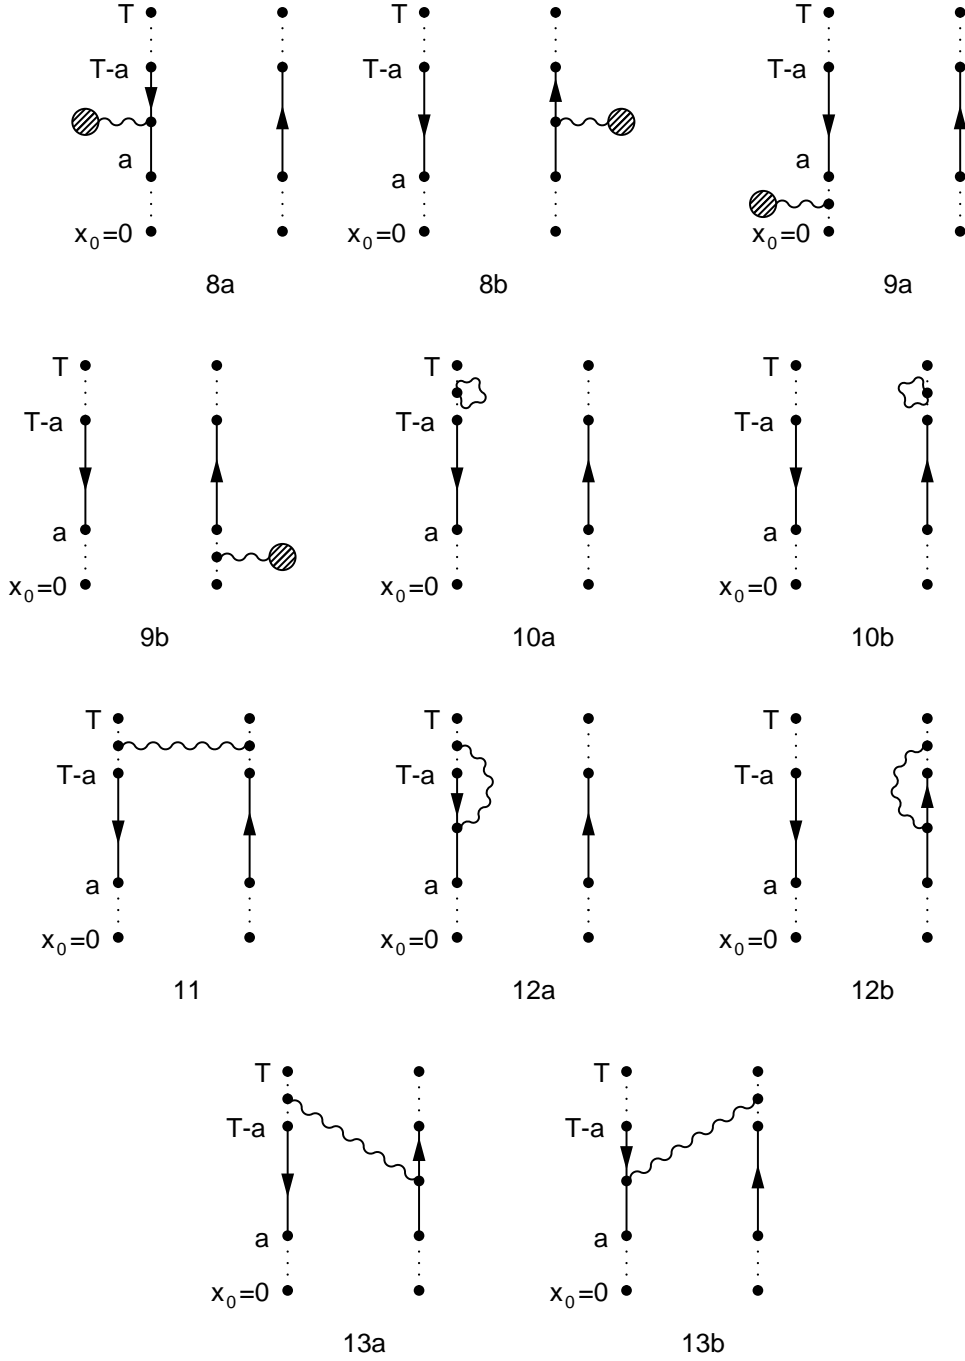 T T T
T-a T-a T-a
a a a
x₀=0 x₀=0 x₀=0
8a 8b 9a
T T T
T-a T-a T-a
a a a
x₀=0 x₀=0 x₀=0
9b 10a 10b
T T T
T-a T-a T-a
a a a
x₀=0 x₀=0 x₀=0
11 12a 12b
T T
T-a T-a
a a
x₀=0 x₀=0
13a 13b